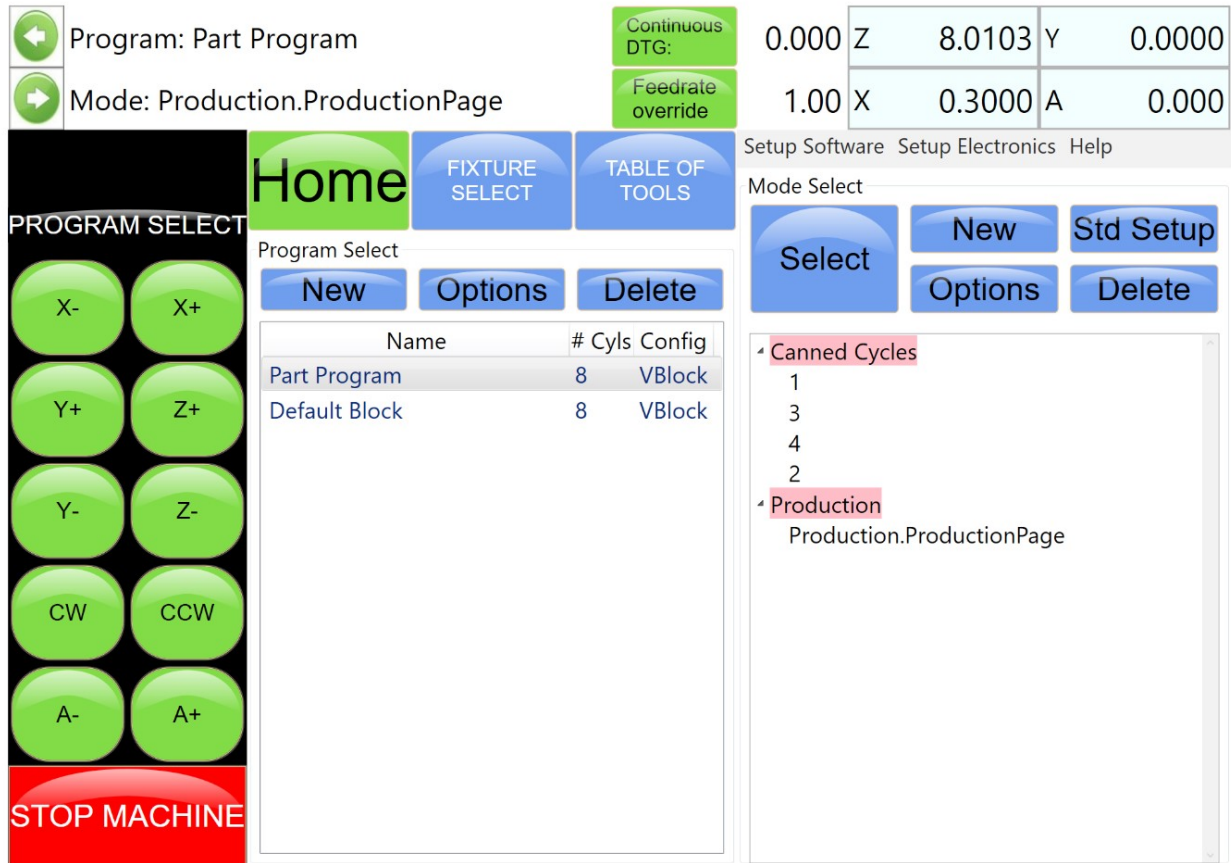 Program: Part Program
Continuous DTG:
0.000 Z 8.0103 Y 0.0000
Mode: Production.ProductionPage
Feedrate override
1.00 X 0.3000 A 0.000
PROGRAM SELECT
X- X+
Y+ Z+
Y- Z-
CW CCW
A- A+
STOP MACHINE
Home
FIXTURE
SELECT
TABLE OF
TOOLS
Program Select
New Options Delete
Name # Cyls Config
Part Program 8 VBlock
Default Block 8 VBlock
Setup Software Setup Electronics Help
Mode Select
Select
New Std Setup
Options Delete
Canned Cycles
1
3
4
2
Production
Production.ProductionPage